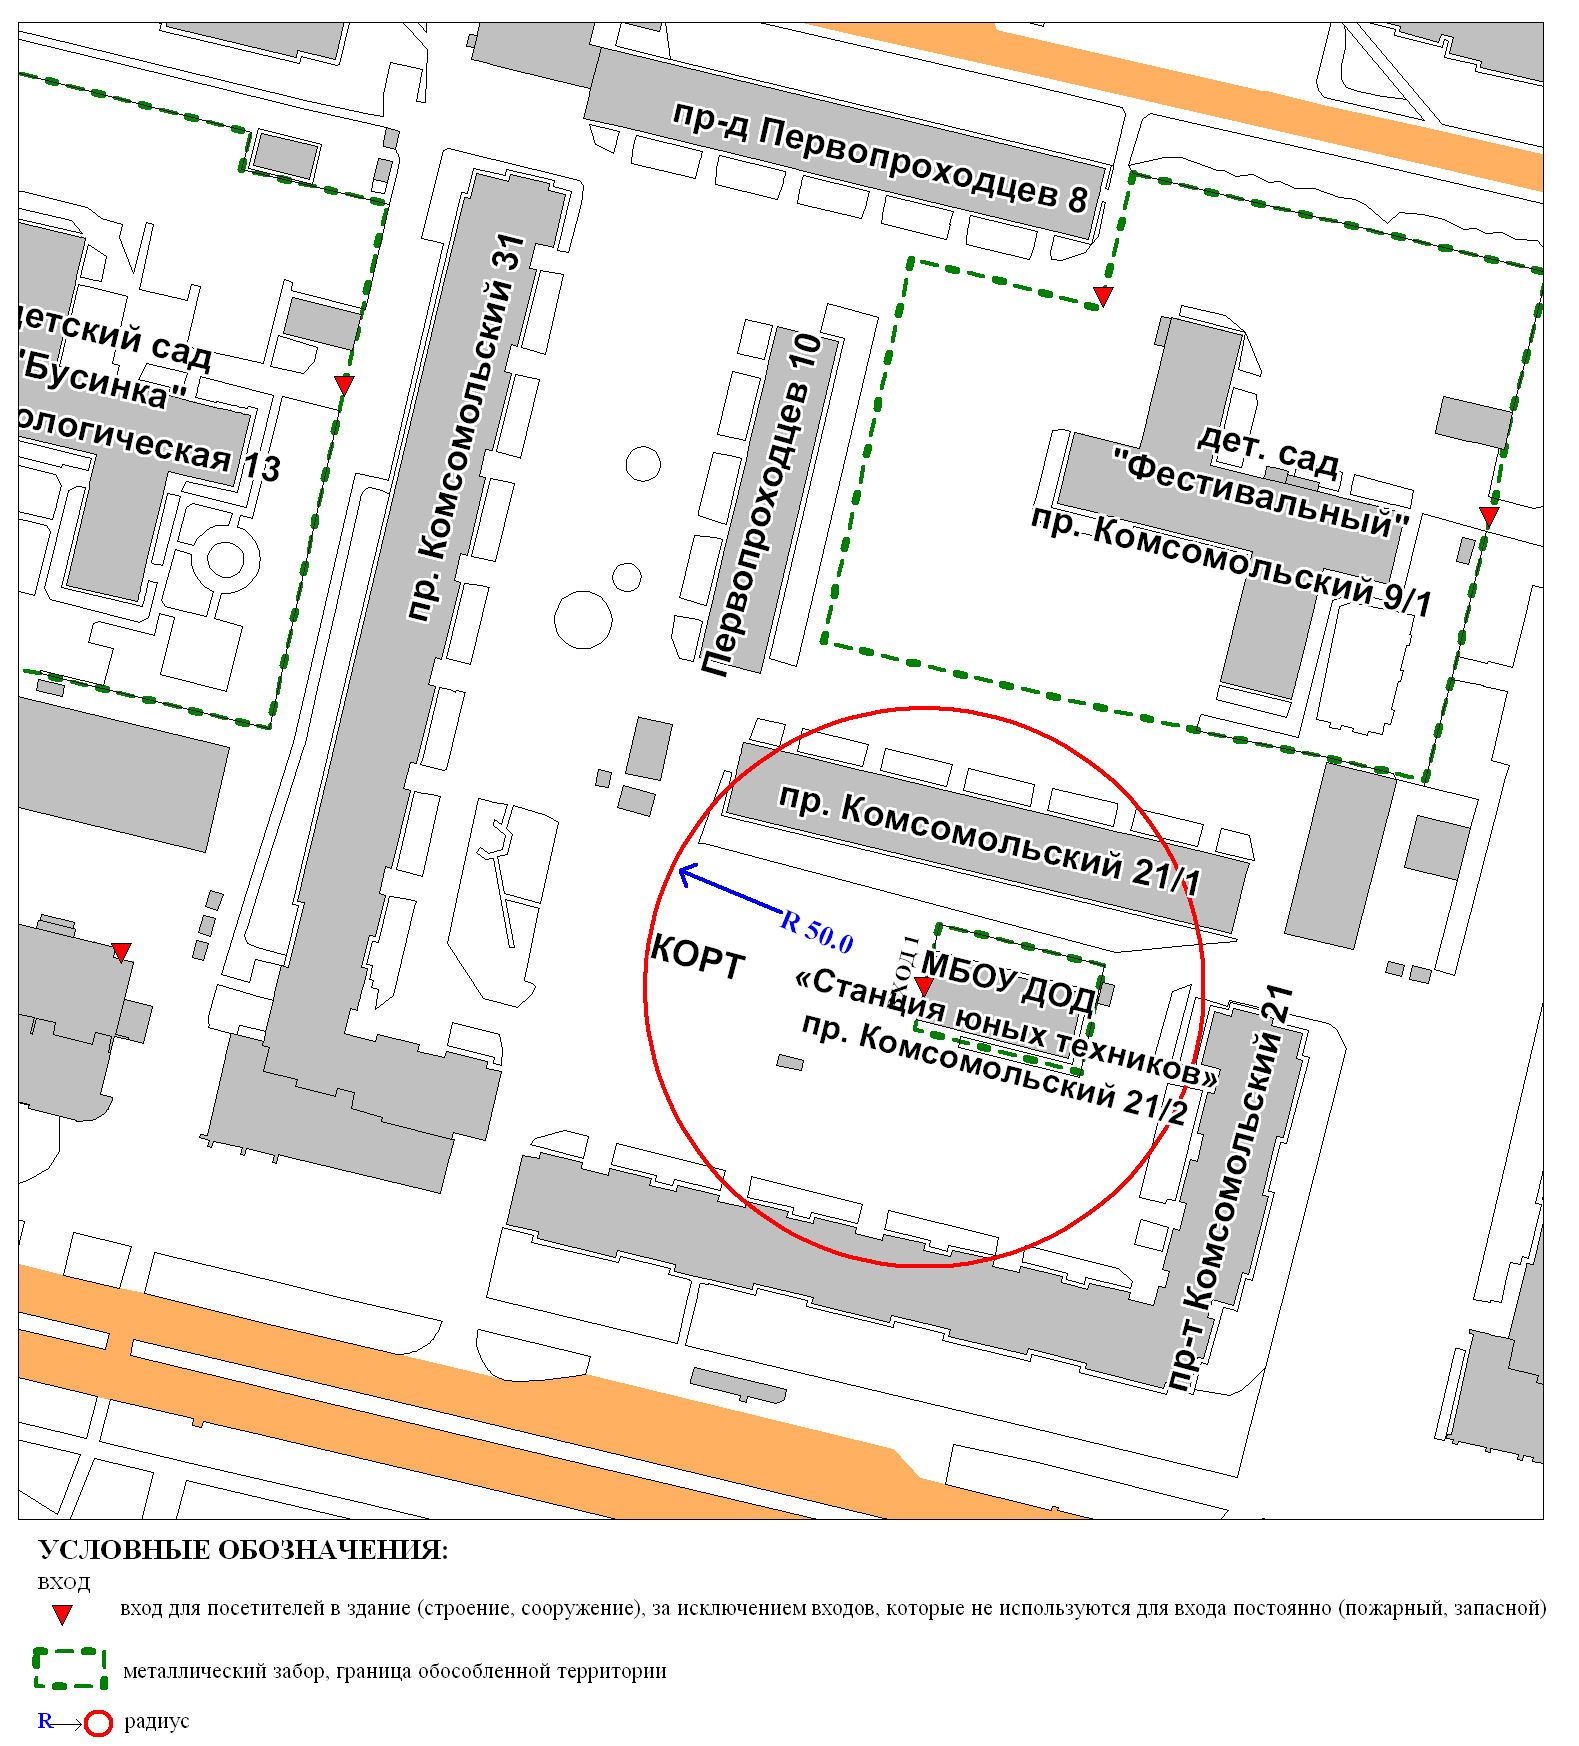 пр-д Первопроходцев 8
пр. Комсомольский 31
детский сад
"Бусинка"
ологическая 13
Первопроходцев 10
дет. сад
"Фестивальный"
пр. Комсомольский 9/1
пр. Комсомольский 21/1
R 50.0
КОРТ
ВХОД 1
МБОУ ДОД
«Станция юных техников»
пр. Комсомольский 21/2
пр-т Комсомольский 21
УСЛОВНЫЕ ОБОЗНАЧЕНИЯ:
ВХОД
вход для посетителей в здание (строение, сооружение), за исключением входов, которые не используются для входа постоянно (пожарный, запасной)
металлический забор, граница обособленной территории
R
радиус